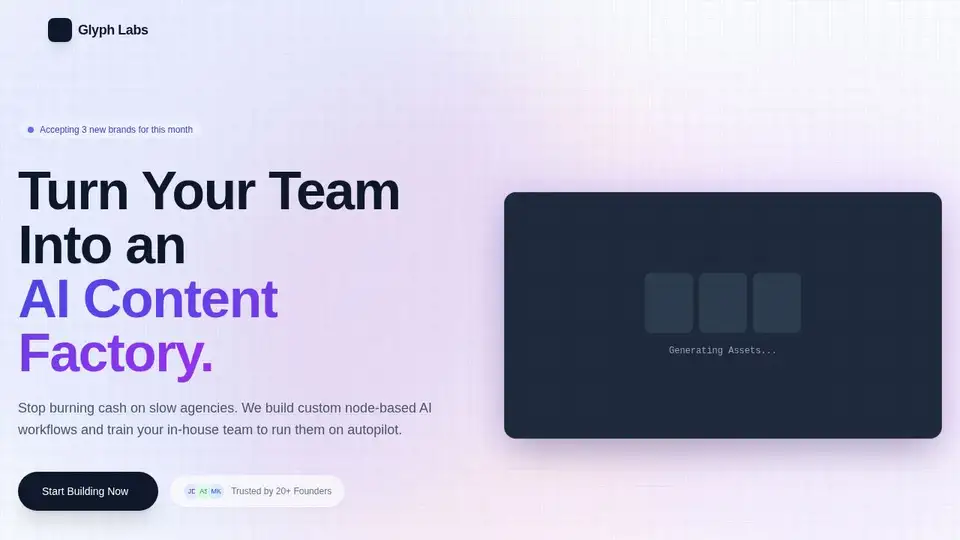 Glyph Labs
Accepting 3 new brands for this month
Turn Your Team
Into an
AI Content
Factory.
Stop burning cash on slow agencies. We build custom node-based AI
workflows and train your in-house team to run them on autopilot.
Generating Assets...
Start Building Now
MK Trusted by 20+ Founders